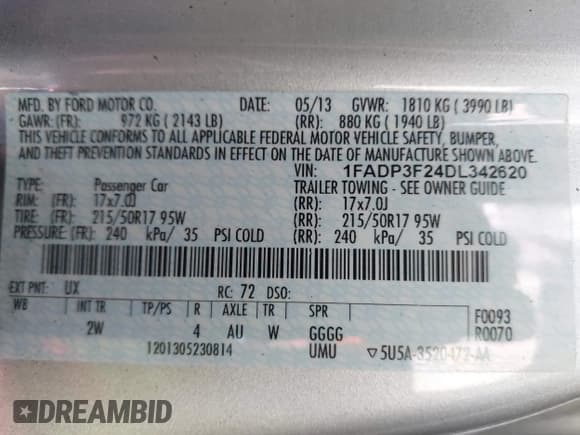 MFD. BY FORD MOTOR CO. DATE: 05/13 GVWR: 1810 KG ( 3990 LB)
GAWR: (FR): 972 KG ( 2143 LB) (RR): 880 KG ( 1940 LB)
THIS VEHICLE CONFORMS TO ALL APPLICABLE FEDERAL MOTOR VEHICLE SAFETY, BUMPER,
AND THEFT PREVENTION STANDARDS IN EFFECT ON THE DATE OF MANUFACTURE SHOWN ABOVE.
VIN: 1FADP3F24DL342620
TYPE: Passenger Car TRAILER TOWING - SEE OWNER GUIDE
RIM: (FR): 17x7.0J (RR): 17x7.0J
TIRE: (FR): 215/50R17 95W (RR): 215/50R17 95W
PRESSURE: (FR): 240 kPa/ 35 PSI COLD (RR): 240 kPa/ 35 PSI COLD
EXT PNT: UX RC: 72 DSO:
WB INT TR TP/PS R AXLE TR SPR F0093
2W 4 AU W GGGG R0070
1201305230814 UMU ▽5U5A-3520472-AA
DREAMBID